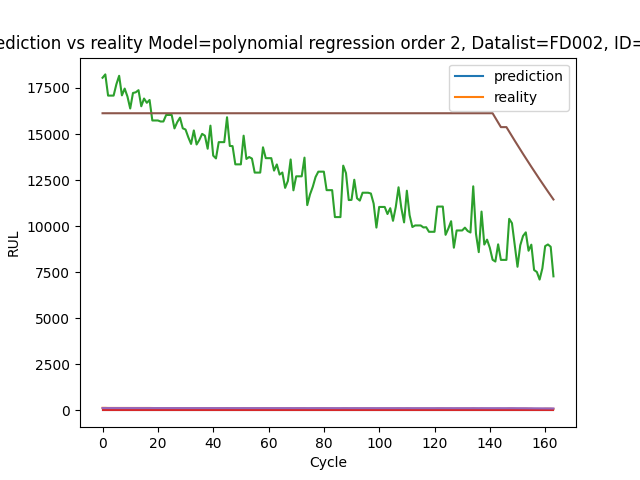 ediction vs reality Model=polynomial regression order 2, Datalist=FD002, ID=
prediction
reality
17500
15000
12500
10000
7500
5000
2500
0
RUL
0 20 40 60 80 100 120 140 160
Cycle